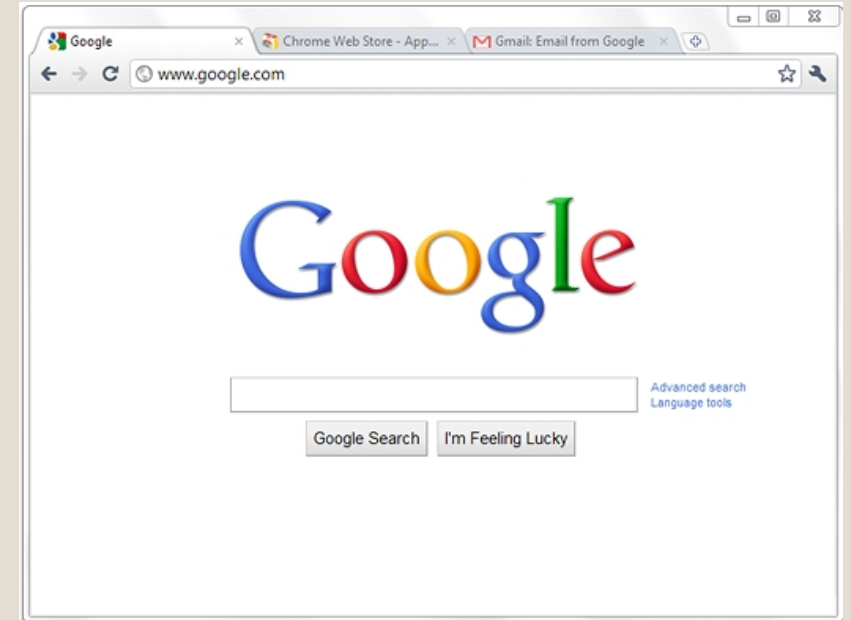 Google
Chrome Web Store - App...
Gmail: Email from Google
www.google.com
Google
Advanced search
Language tools
Google Search
I'm Feeling Lucky